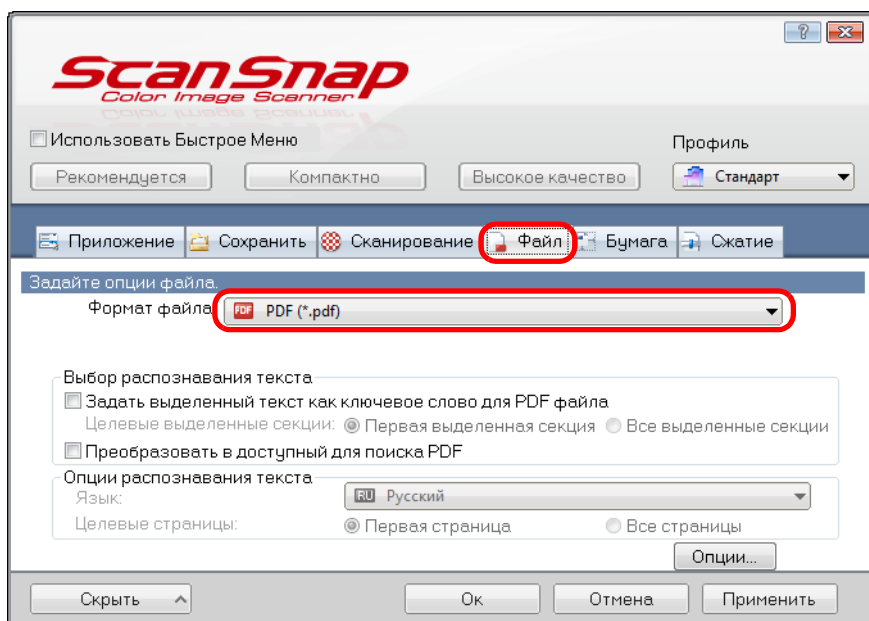 ScanSnap
Color Image Scanner
Использовать Быстрое Меню
Профиль
Рекомендуется Компактно Высокое качество Стандарт
Приложение Сохранить Сканирование Файл Бумага Сжатие
Задайте опции файла.
Формат файла PDF PDF (*.pdf)
Выбор распознавания текста
Задать выделенный текст как ключевое слово для PDF файла
Целевые выделенные секции: Первая выделенная секция Все выделенные секции
Преобразовать в доступный для поиска PDF
Опции распознавания текста
Язык: RU Русский
Целевые страницы: Первая страница Все страницы
Опции...
Скрыть Ок Отмена Применить